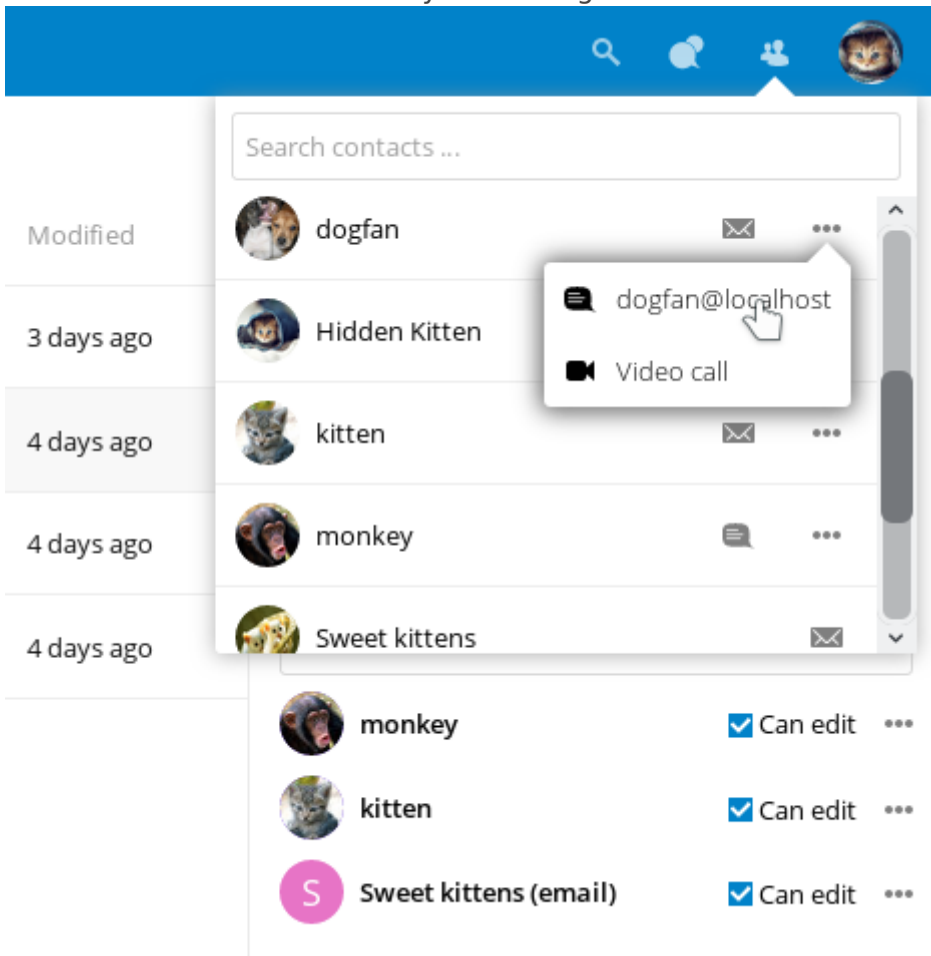 Search contacts ...
Modified
dogfan
dogfan@localhost
3 days ago
Hidden Kitten
Video call
4 days ago
kitten
4 days ago
monkey
4 days ago
Sweet kittens
monkey
Can edit
kitten
Can edit
S
Sweet kittens (email)
Can edit